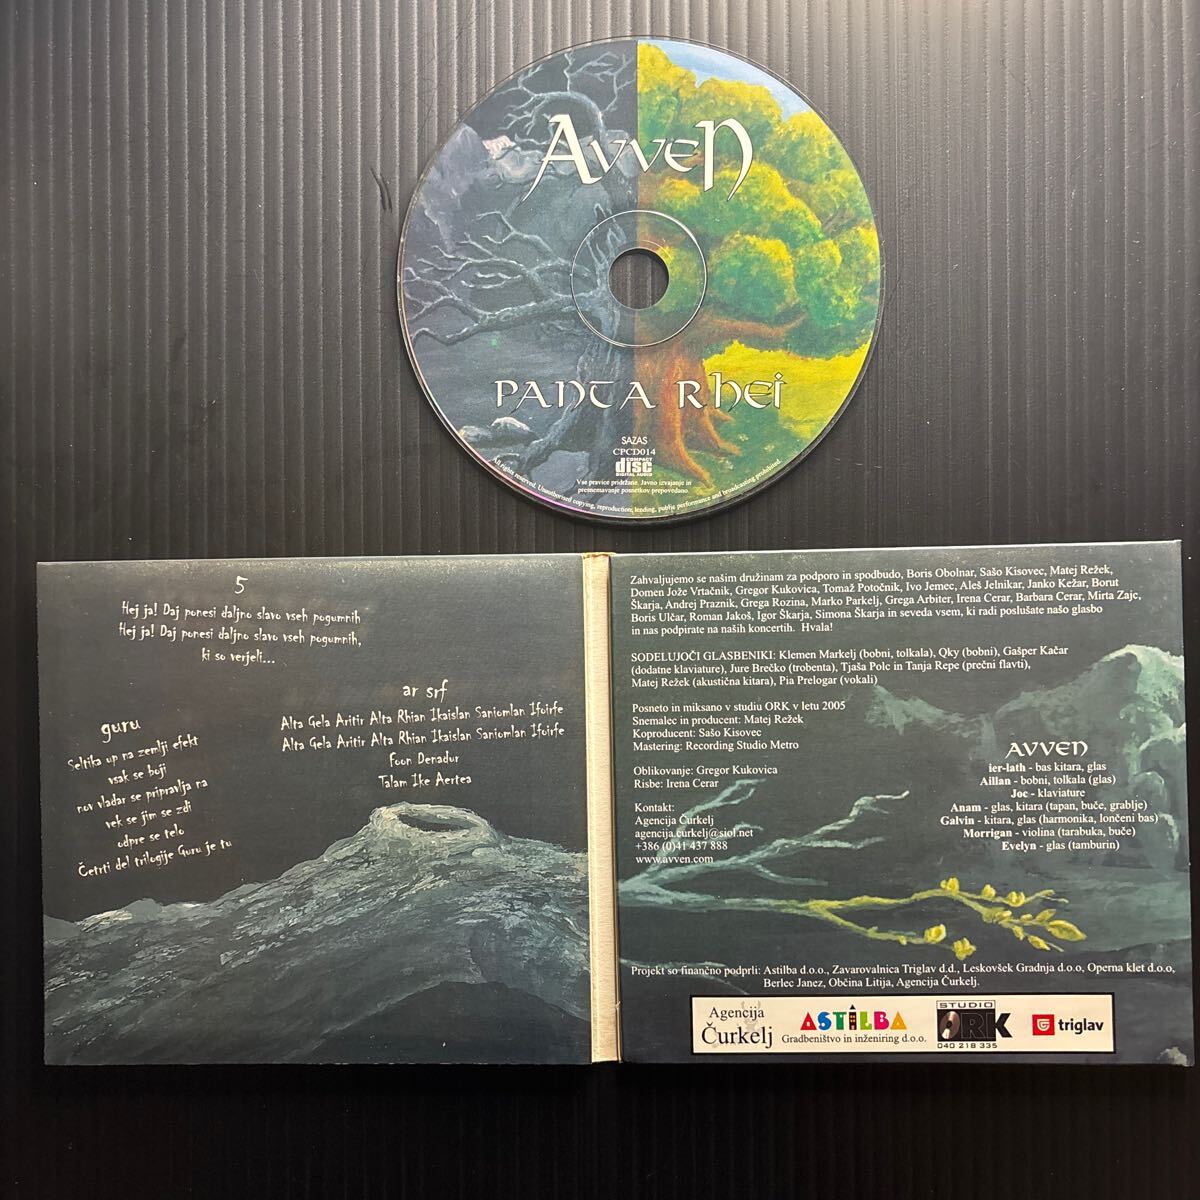 Avven
PANTA RHEI
SAZAS
CPCD014
COMPACT
disc
DIGITAL AUDIO
Vse pravice pridržane. Javno izvajanje in
presnemavanje posnetkov prepovedano.
All rights reserved. Unauthorised copying, reproduction, lending, public performance and broadcasting prohibited.
5
Hej ja! Daj ponesi daljno slavo vseh pogumnih
Hej ja! Daj ponesi daljno slavo vseh pogumnih,
ki so verjeli...
guru
Seltika up na zemlji efekt
vsak se boji
nov vladar se pripravlja na
vek se jim se zdi
odpre se telo
Četrti del trilogije Guru je tu
ar srf
Alta Gela Aritir Alta Rhian Ikaislan Saniomlan Ifoirfe
Alta Gela Aritir Alta Rhian Ikaislan Saniomlan Ifoirfe
Foon Denadur
Talam Ike Aertea
Zahvaljujemo se našim družinam za podporo in spodbudo, Boris Obolnar, Sašo Kisovec, Matej Režek,
Domen Jože Vrtačnik, Gregor Kukovica, Tomaž Potočnik, Ivo Jemec, Aleš Jelnikar, Janko Kežar, Borut
Škarja, Andrej Praznik, Grega Rozina, Marko Parkelj, Grega Arbiter, Irena Cerar, Barbara Cerar, Mirta Zajc,
Boris Ulčar, Roman Jakoš, Igor Škarja, Simona Škarja in seveda vsem, ki radi poslušate našo glasbo
in nas podpirate na naših koncertih. Hvala!
SODELUJOČI GLASBENIKI: Klemen Markelj (bobni, tolkala), Qky (bobni), Gašper Kačar
(dodatne klaviature), Jure Brečko (trobenta), Tjaša Polc in Tanja Repe (prečni flavti),
Matej Režek (akustična kitara), Pia Prelogar (vokali)
Posneto in miksano v studiu ORK v letu 2005
Snemalec in producent: Matej Režek
Koproducent: Sašo Kisovec
Mastering: Recording Studio Metro
Oblikovanje: Gregor Kukovica
Risbe: Irena Cerar
Kontakt:
Agencija Čurkelj
agencija.curkelj@siol.net
+386 (0)41 437 888
www.avven.com
AVVEN
ier-lath - bas kitara, glas
Aillan - bobni, tolkala (glas)
Joc - klaviature
Anam - glas, kitara (tapan, buče, grablje)
Galvin - kitara, glas (harmonika, lončeni bas)
Morrigan - violina (tarabuka, buče)
Evelyn - glas (tamburin)
Projekt so finančno podprli: Astilba d.o.o., Zavarovalnica Triglav d.d., Leskovšek Gradnja d.o.o, Operna klet d.o.o,
Berlec Janez, Občina Litija, Agencija Čurkelj.
Agencija
Čurkelj
ASTILBA
Gradbeništvo in inženiring d.o.o.
STUDIO
ORK
040 218 335
triglav